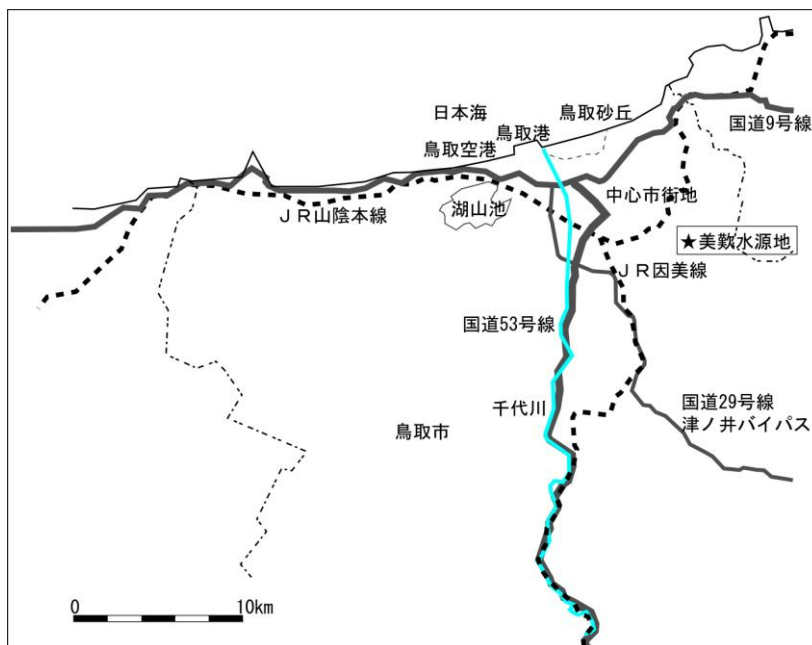 日本海
鳥取港
鳥取砂丘
鳥取空港
国道9号線
湖山池
中心市街地
JR山陰本線
★美歎水源地
JR因美線
国道53号線
千代川
鳥取市
国道29号線
津ノ井バイパス
0 10km